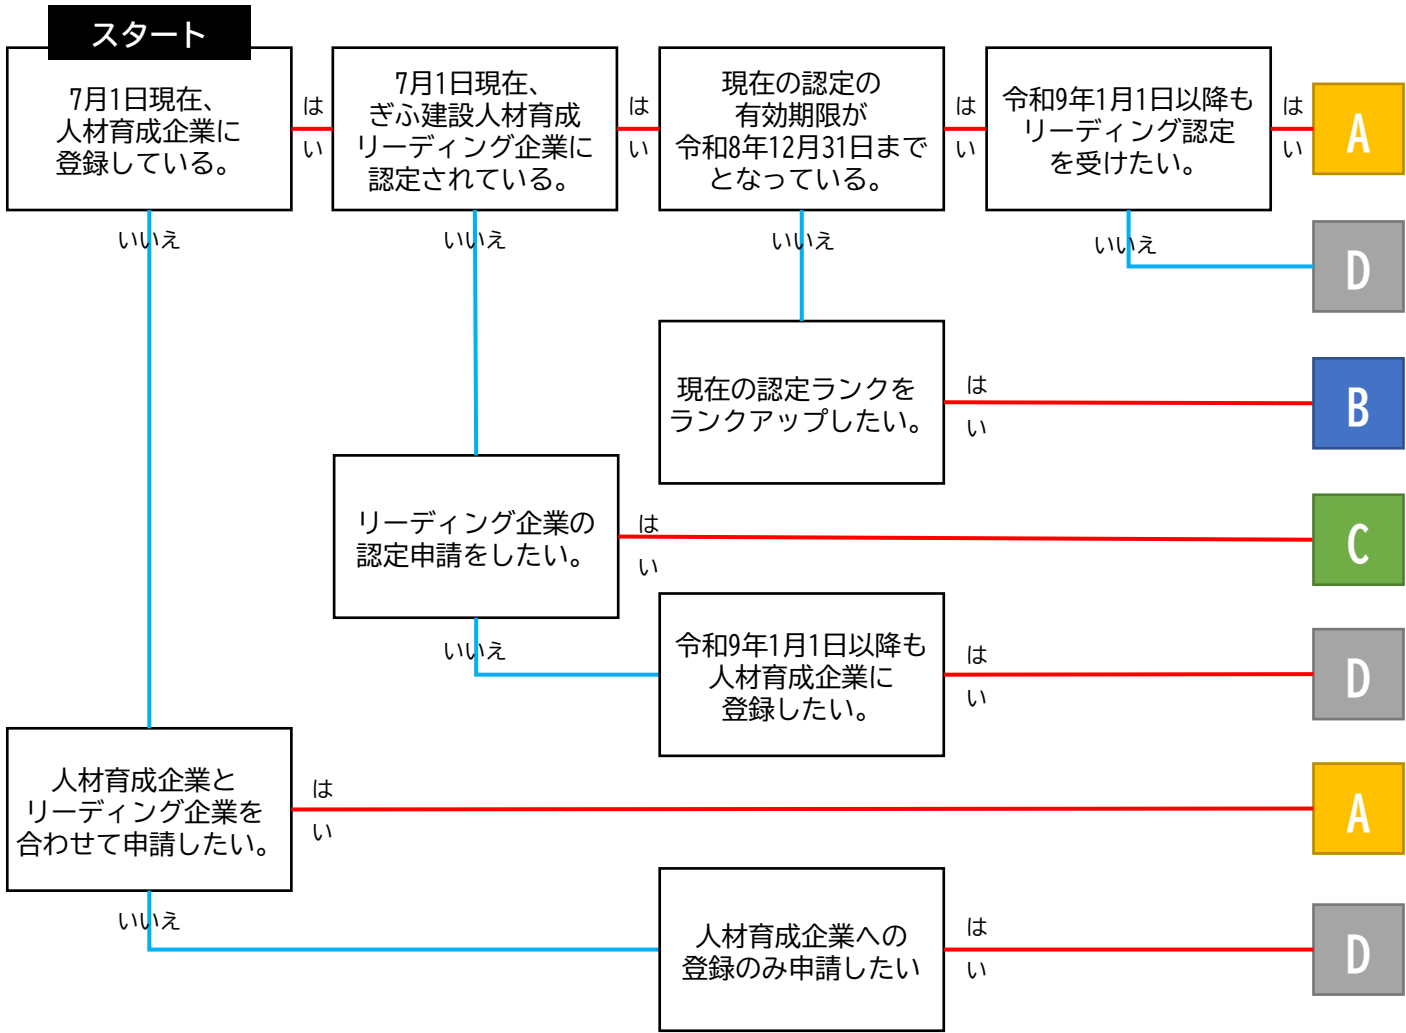 スタート
7月1日現在、
人材育成企業に
登録している。
はい
いいえ
7月1日現在、
ぎふ建設人材育成
リーディング企業に
認定されている。
はい
いいえ
現在の認定の
有効期限が
令和8年12月31日まで
となっている。
はい
いいえ
令和9年1月1日以降も
リーディング認定
を受けたい。
はい
いいえ
A
D
現在の認定ランクを
ランクアップしたい。
はい
B
リーディング企業の
認定申請をしたい。
はい
いいえ
C
令和9年1月1日以降も
人材育成企業に
登録したい。
はい
D
人材育成企業と
リーディング企業を
合わせて申請したい。
はい
いいえ
A
人材育成企業への
登録のみ申請したい
はい
D